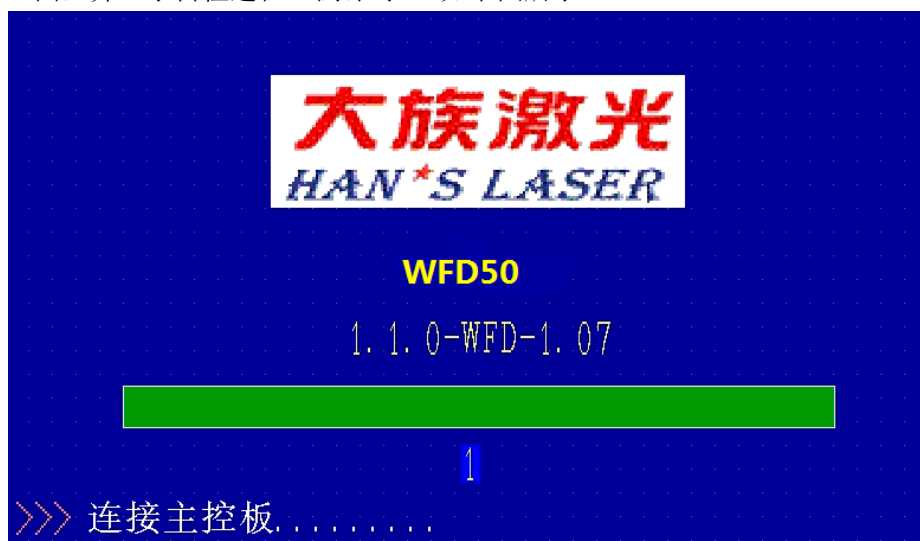 大族激光
HAN*S LASER
WFD50
1.1.0-WFD-1.07
1
>>> 连接主控板.........